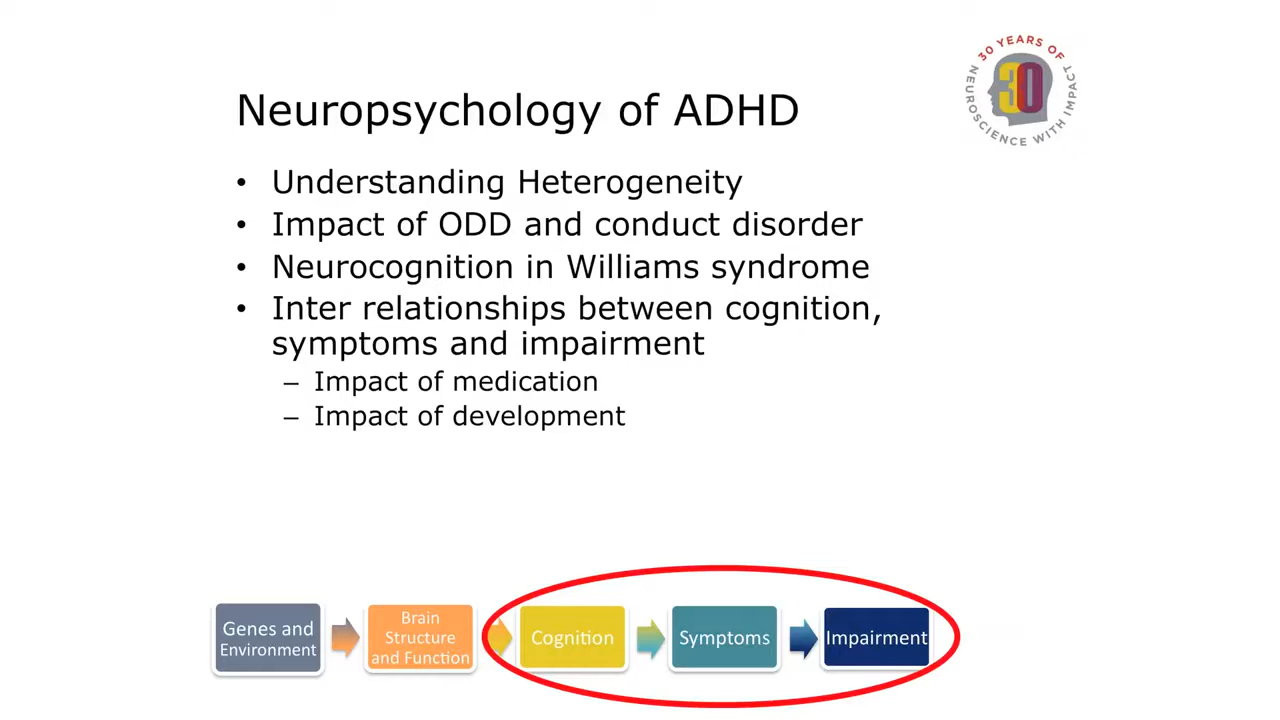 30 YEARS OF
NEUROSCIENCE WITH IMPACT
30
Neuropsychology of ADHD
• Understanding Heterogeneity
• Impact of ODD and conduct disorder
• Neurocognition in Williams syndrome
• Inter relationships between cognition,
symptoms and impairment
– Impact of medication
– Impact of development
Genes and
Environment
Brain
Structure
and Function
Cognition
Symptoms
Impairment